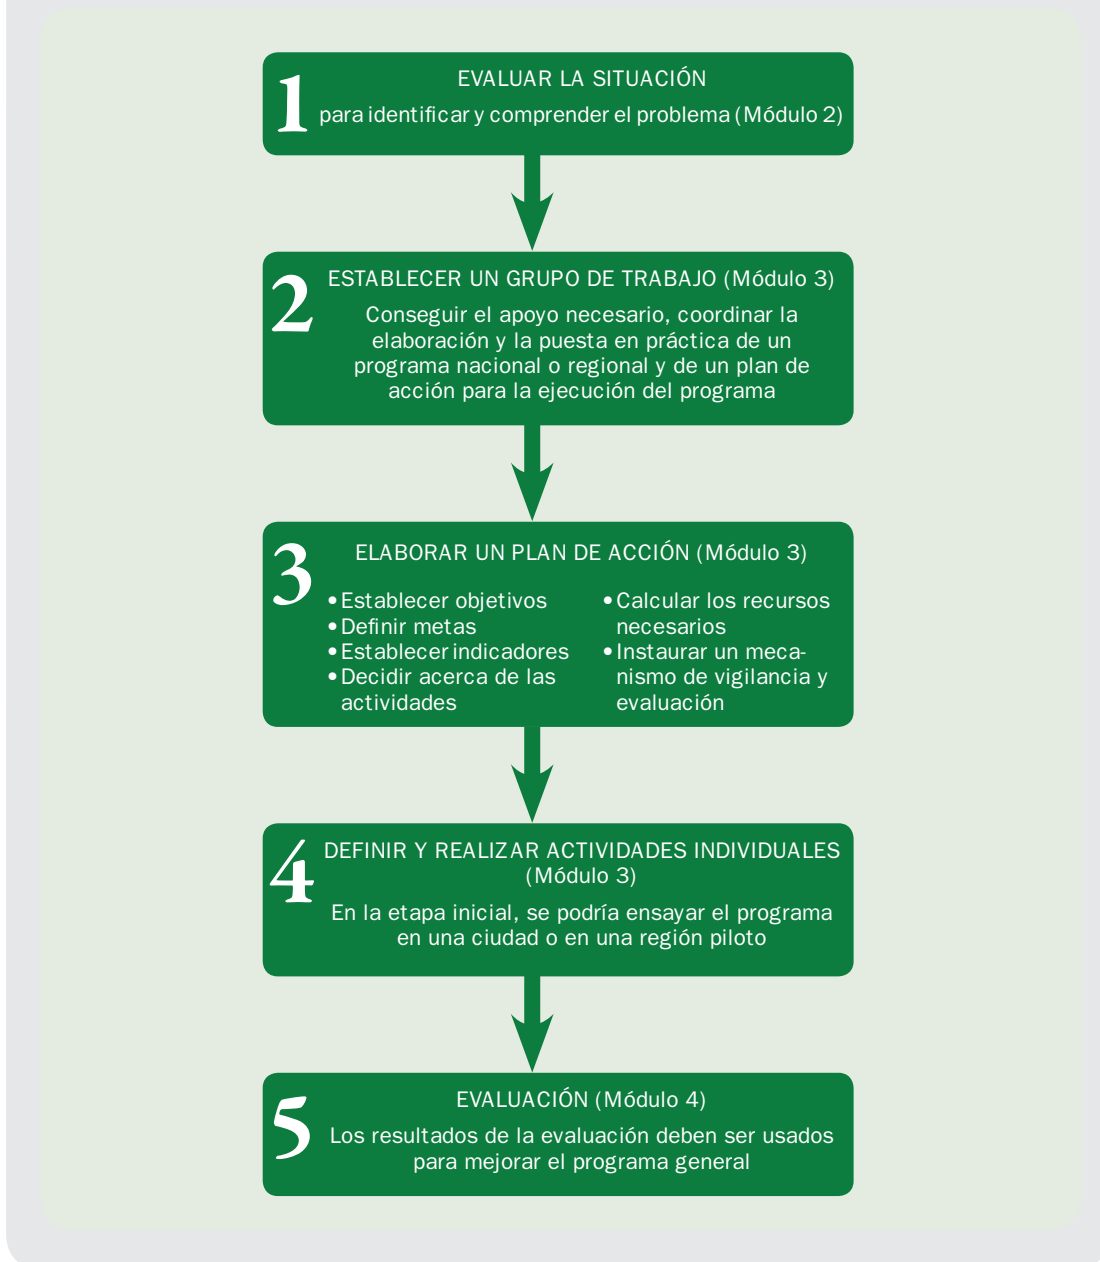 1
EVALUAR LA SITUACIÓN
para identificar y comprender el problema (Módulo 2)
2
ESTABLECER UN GRUPO DE TRABAJO (Módulo 3)
Conseguir el apoyo necesario, coordinar la
elaboración y la puesta en práctica de un
programa nacional o regional y de un plan de
acción para la ejecución del programa
3
ELABORAR UN PLAN DE ACCIÓN (Módulo 3)
• Establecer objetivos
• Definir metas
• Establecer indicadores
• Decidir acerca de las
actividades
• Calcular los recursos
necesarios
• Instaurar un meca-
nismo de vigilancia y
evaluación
4
DEFINIR Y REALIZAR ACTIVIDADES INDIVIDUALES
(Módulo 3)
En la etapa inicial, se podría ensayar el programa
en una ciudad o en una región piloto
5
EVALUACIÓN (Módulo 4)
Los resultados de la evaluación deben ser usados
para mejorar el programa general